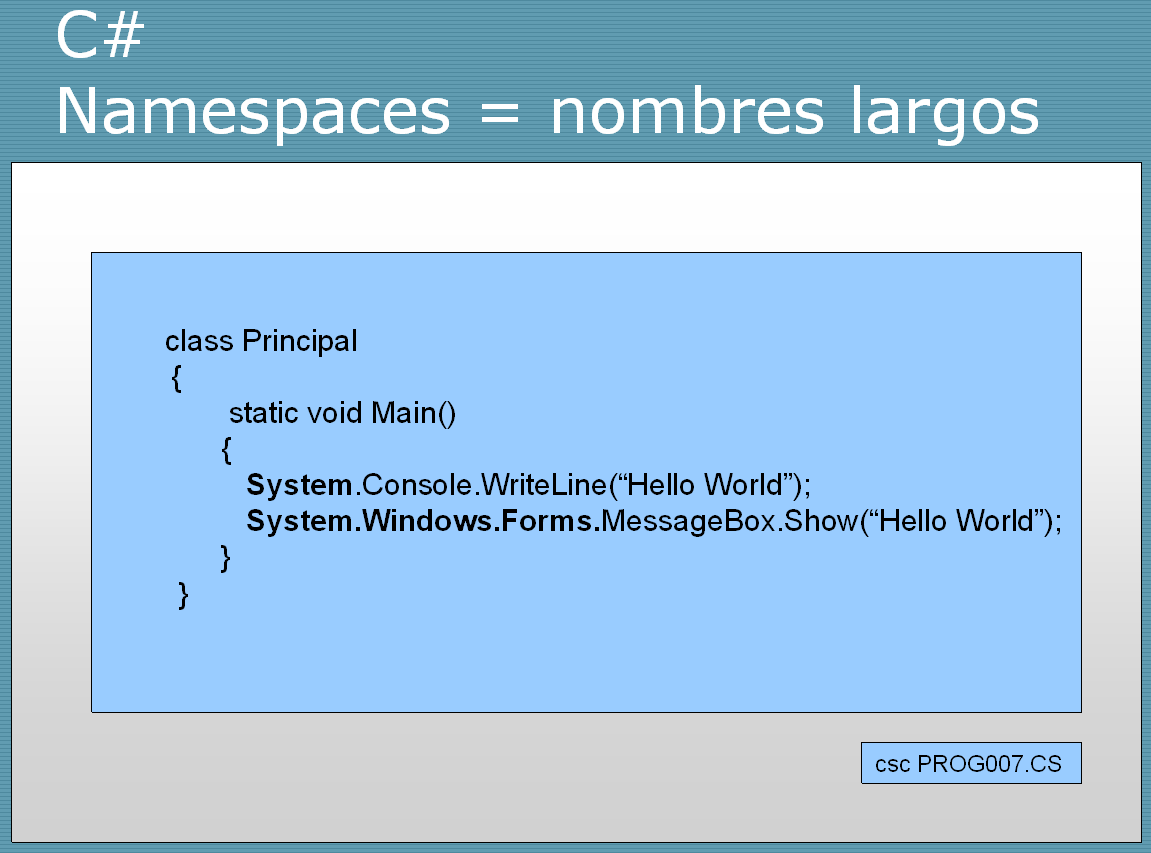 C#
Namespaces = nombres largos
class Principal
{
static void Main()
{
System.Console.WriteLine(“Hello World”);
System.Windows.Forms.MessageBox.Show(“Hello World”);
}
}
csc PROG007.CS